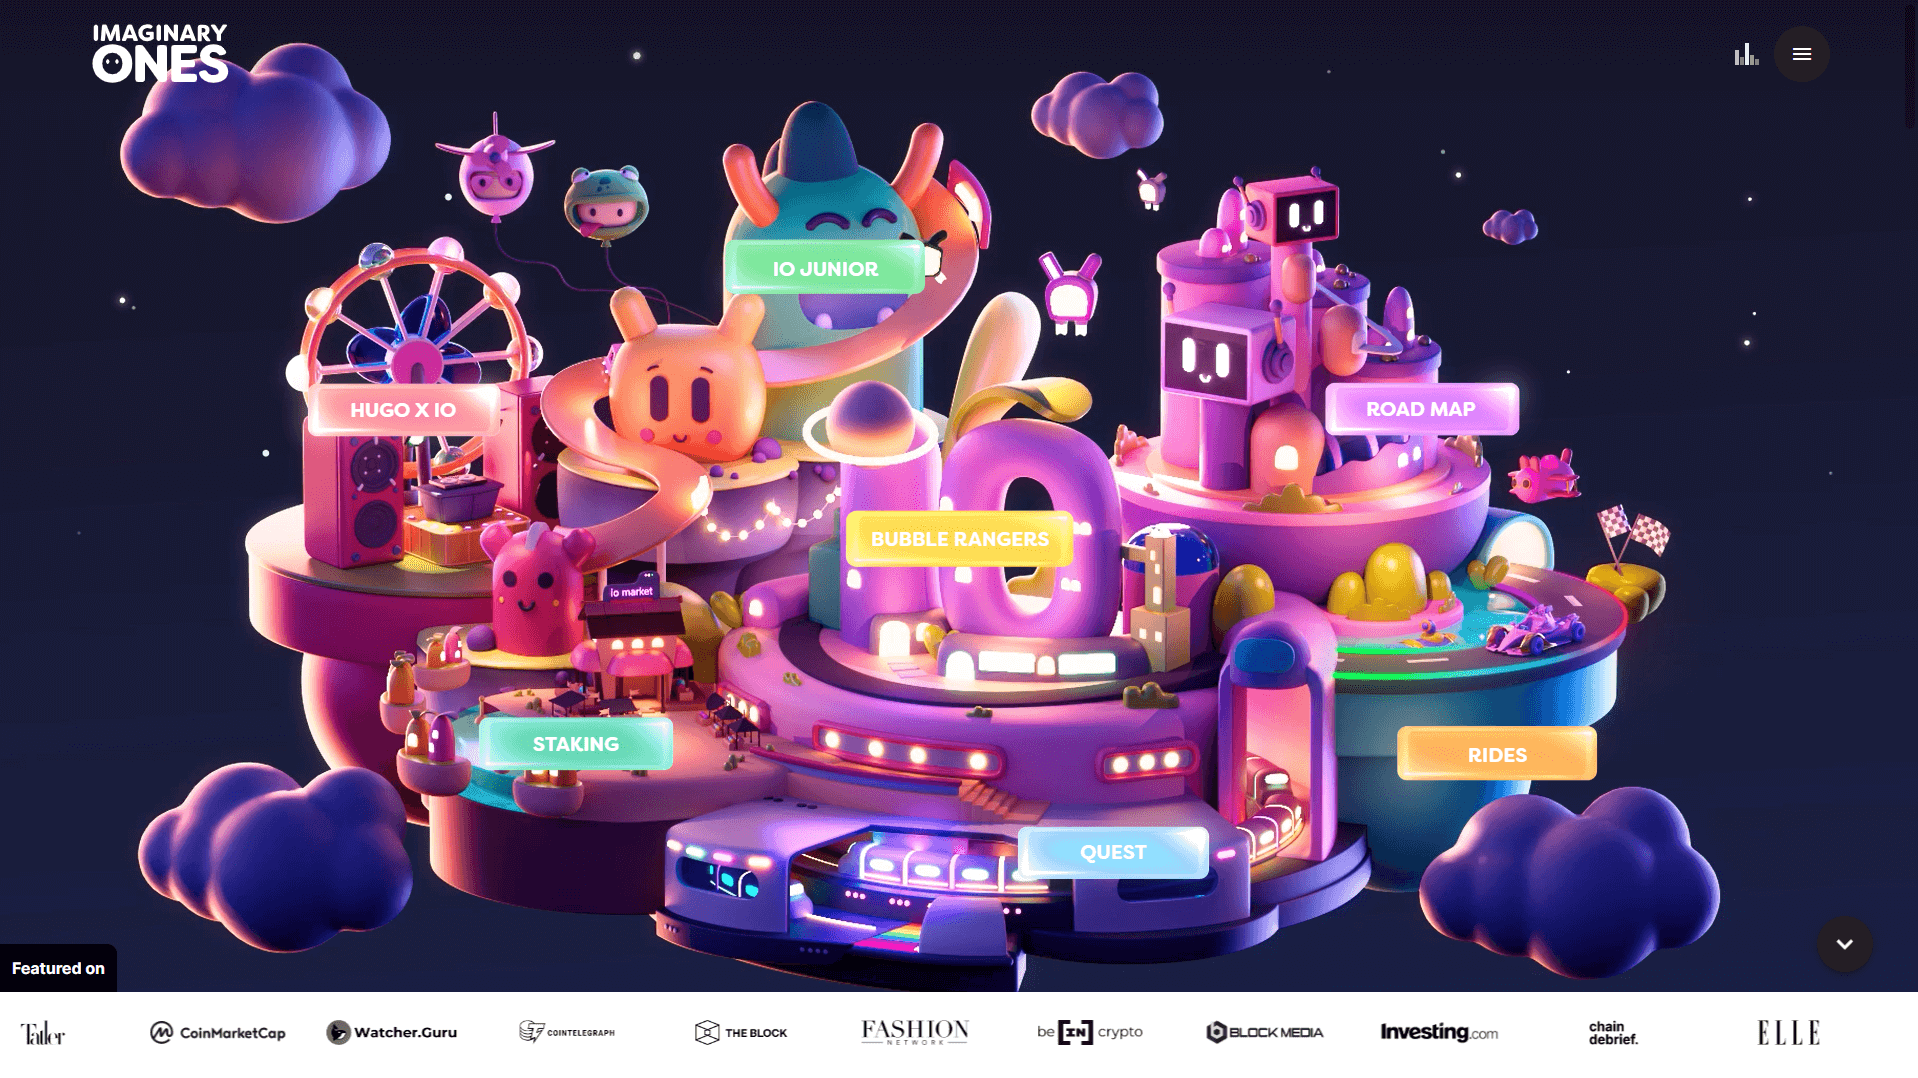 IMAGINARY
ONES
IO JUNIOR
HUGO X IO
ROAD MAP
BUBBLE RANGERS
io market
STAKING
RIDES
QUEST
Featured on
Tatler
CoinMarketCap
Watcher.Guru
COINTELEGRAPH
THE BLOCK
FASHION
NETWORK
be IN crypto
BLOCK MEDIA
Investing.com
chain
debrief.
ELLE